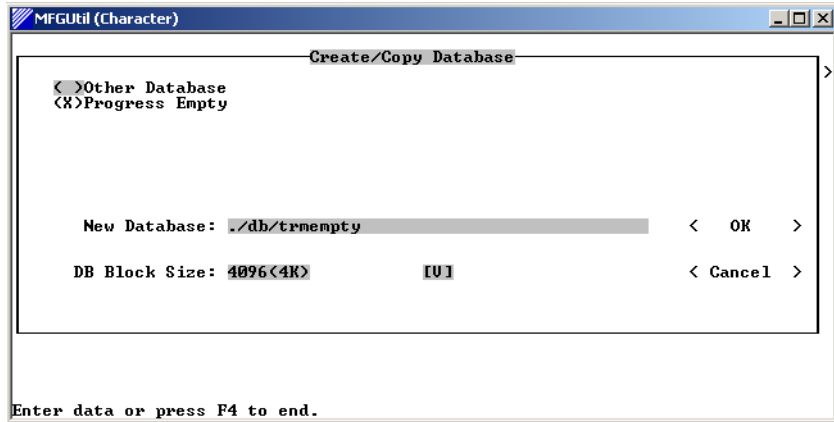 MFGUtil (Character)
Create/Copy Database
>
< >Other Database
(X)Progress Empty
New Database: ./db/trmempty < OK >
DB Block Size: 4096(4K) [V] < Cancel >
Enter data or press F4 to end.